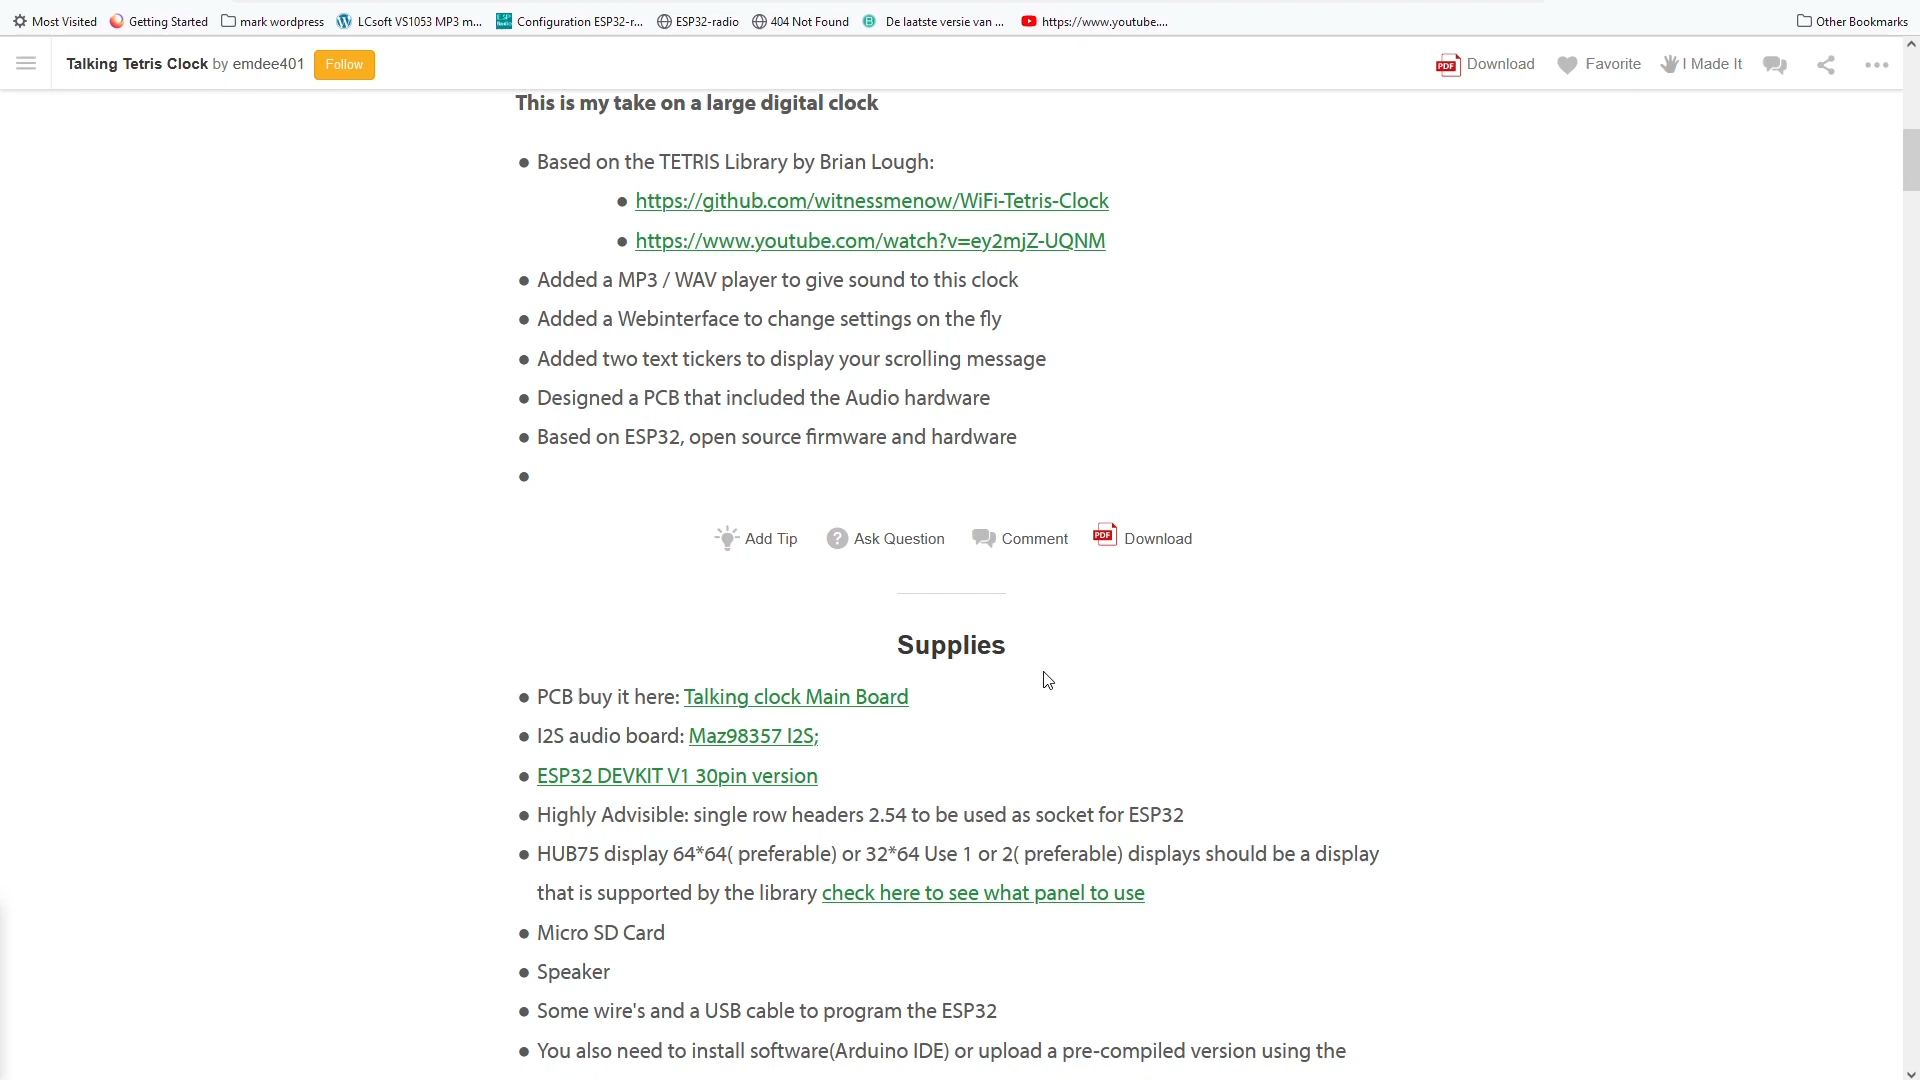 Most Visited Getting Started mark wordpress LCsoft VS1053 MP3 m... Configuration ESP32-r... ESP32-radio 404 Not Found De laatste versie van ... https://www.youtube.... Other Bookmarks
Talking Tetris Clock by emdee401 Follow PDF Download Favorite I Made It
This is my take on a large digital clock
Based on the TETRIS Library by Brian Lough:
https://github.com/witnessmenow/WiFi-Tetris-Clock
https://www.youtube.com/watch?v=ey2mjZ-UQNM
Added a MP3 / WAV player to give sound to this clock
Added a Webinterface to change settings on the fly
Added two text tickers to display your scrolling message
Designed a PCB that included the Audio hardware
Based on ESP32, open source firmware and hardware
Add Tip ? Ask Question Comment PDF Download
Supplies
PCB buy it here: Talking clock Main Board
I2S audio board: Maz98357 I2S;
ESP32 DEVKIT V1 30pin version
Highly Advisible: single row headers 2.54 to be used as socket for ESP32
HUB75 display 64*64( preferable) or 32*64 Use 1 or 2( preferable) displays should be a display
that is supported by the library check here to see what panel to use
Micro SD Card
Speaker
Some wire's and a USB cable to program the ESP32
You also need to install software(Arduino IDE) or upload a pre-compiled version using the